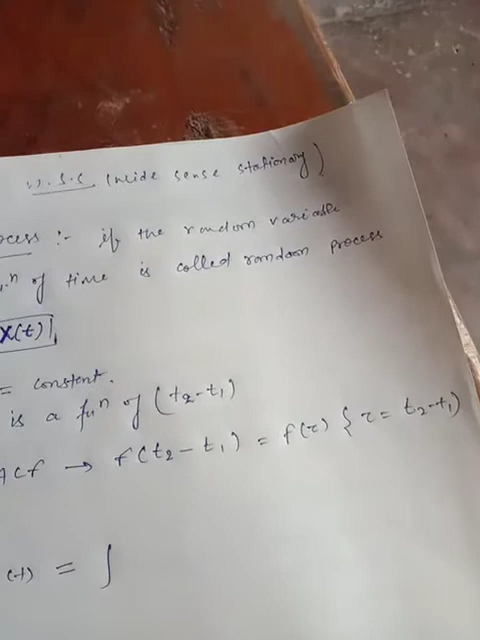 W.S.S (wide sense stationary)
ocess :- if the random variable
n of time is called random process
X(t)
= constant.
is a fuⁿ of (t₂-t₁)
ACf → f(t₂-t₁) = f(τ) { τ = t₂-t₁)
(t) = ∫